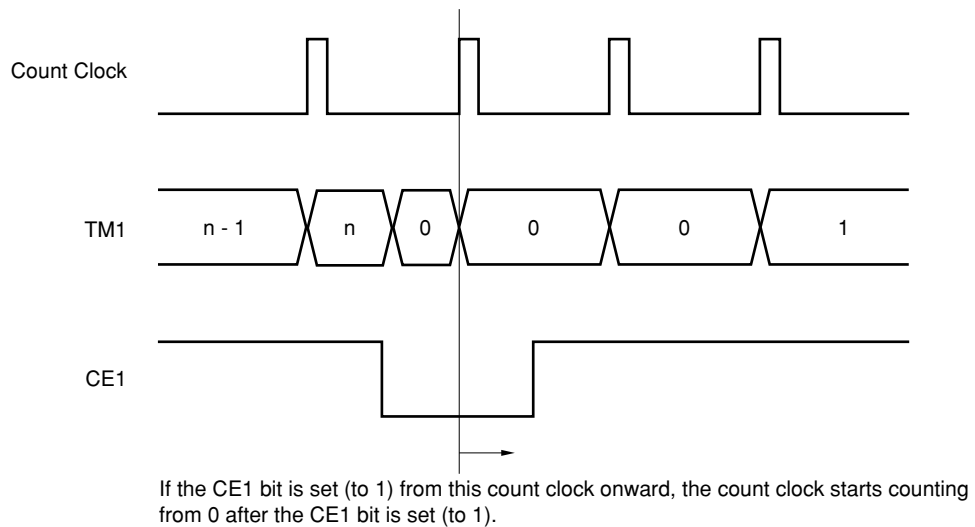 Count Clock
TM1
n - 1
n
0
0
0
1
CE1
If the CE1 bit is set (to 1) from this count clock onward, the count clock starts counting
from 0 after the CE1 bit is set (to 1).